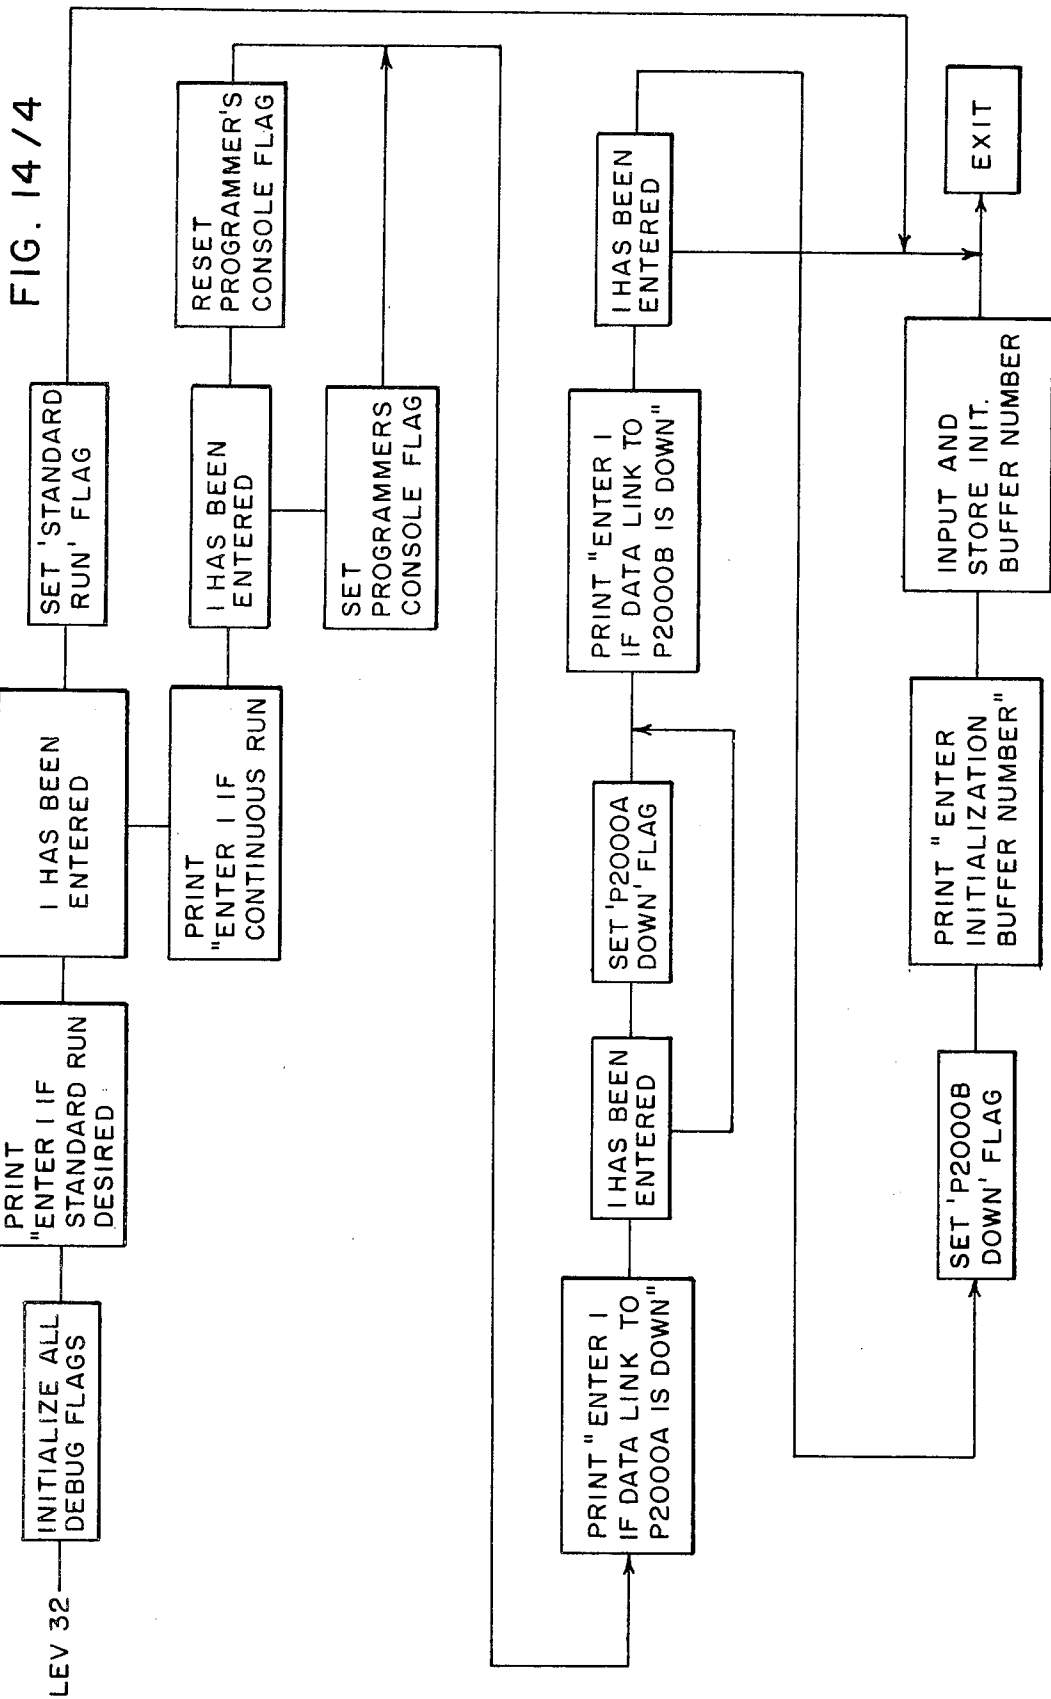 FIG. 14/4
LEV 32
INITIALIZE ALL
DEBUG FLAGS
PRINT
"ENTER I IF
STANDARD RUN
DESIRED
I HAS BEEN
ENTERED
SET 'STANDARD
RUN' FLAG
PRINT
"ENTER I IF
CONTINUOUS RUN
I HAS BEEN
ENTERED
RESET
PROGRAMMER'S
CONSOLE FLAG
SET
PROGRAMMERS
CONSOLE FLAG
PRINT "ENTER I
IF DATA LINK TO
P2000A IS DOWN"
I HAS BEEN
ENTERED
SET 'P2000A
DOWN' FLAG
PRINT "ENTER I
IF DATA LINK TO
P2000B IS DOWN"
I HAS BEEN
ENTERED
SET 'P2000B
DOWN' FLAG
PRINT "ENTER
INITIALIZATION
BUFFER NUMBER"
INPUT AND
STORE INIT.
BUFFER NUMBER
EXIT